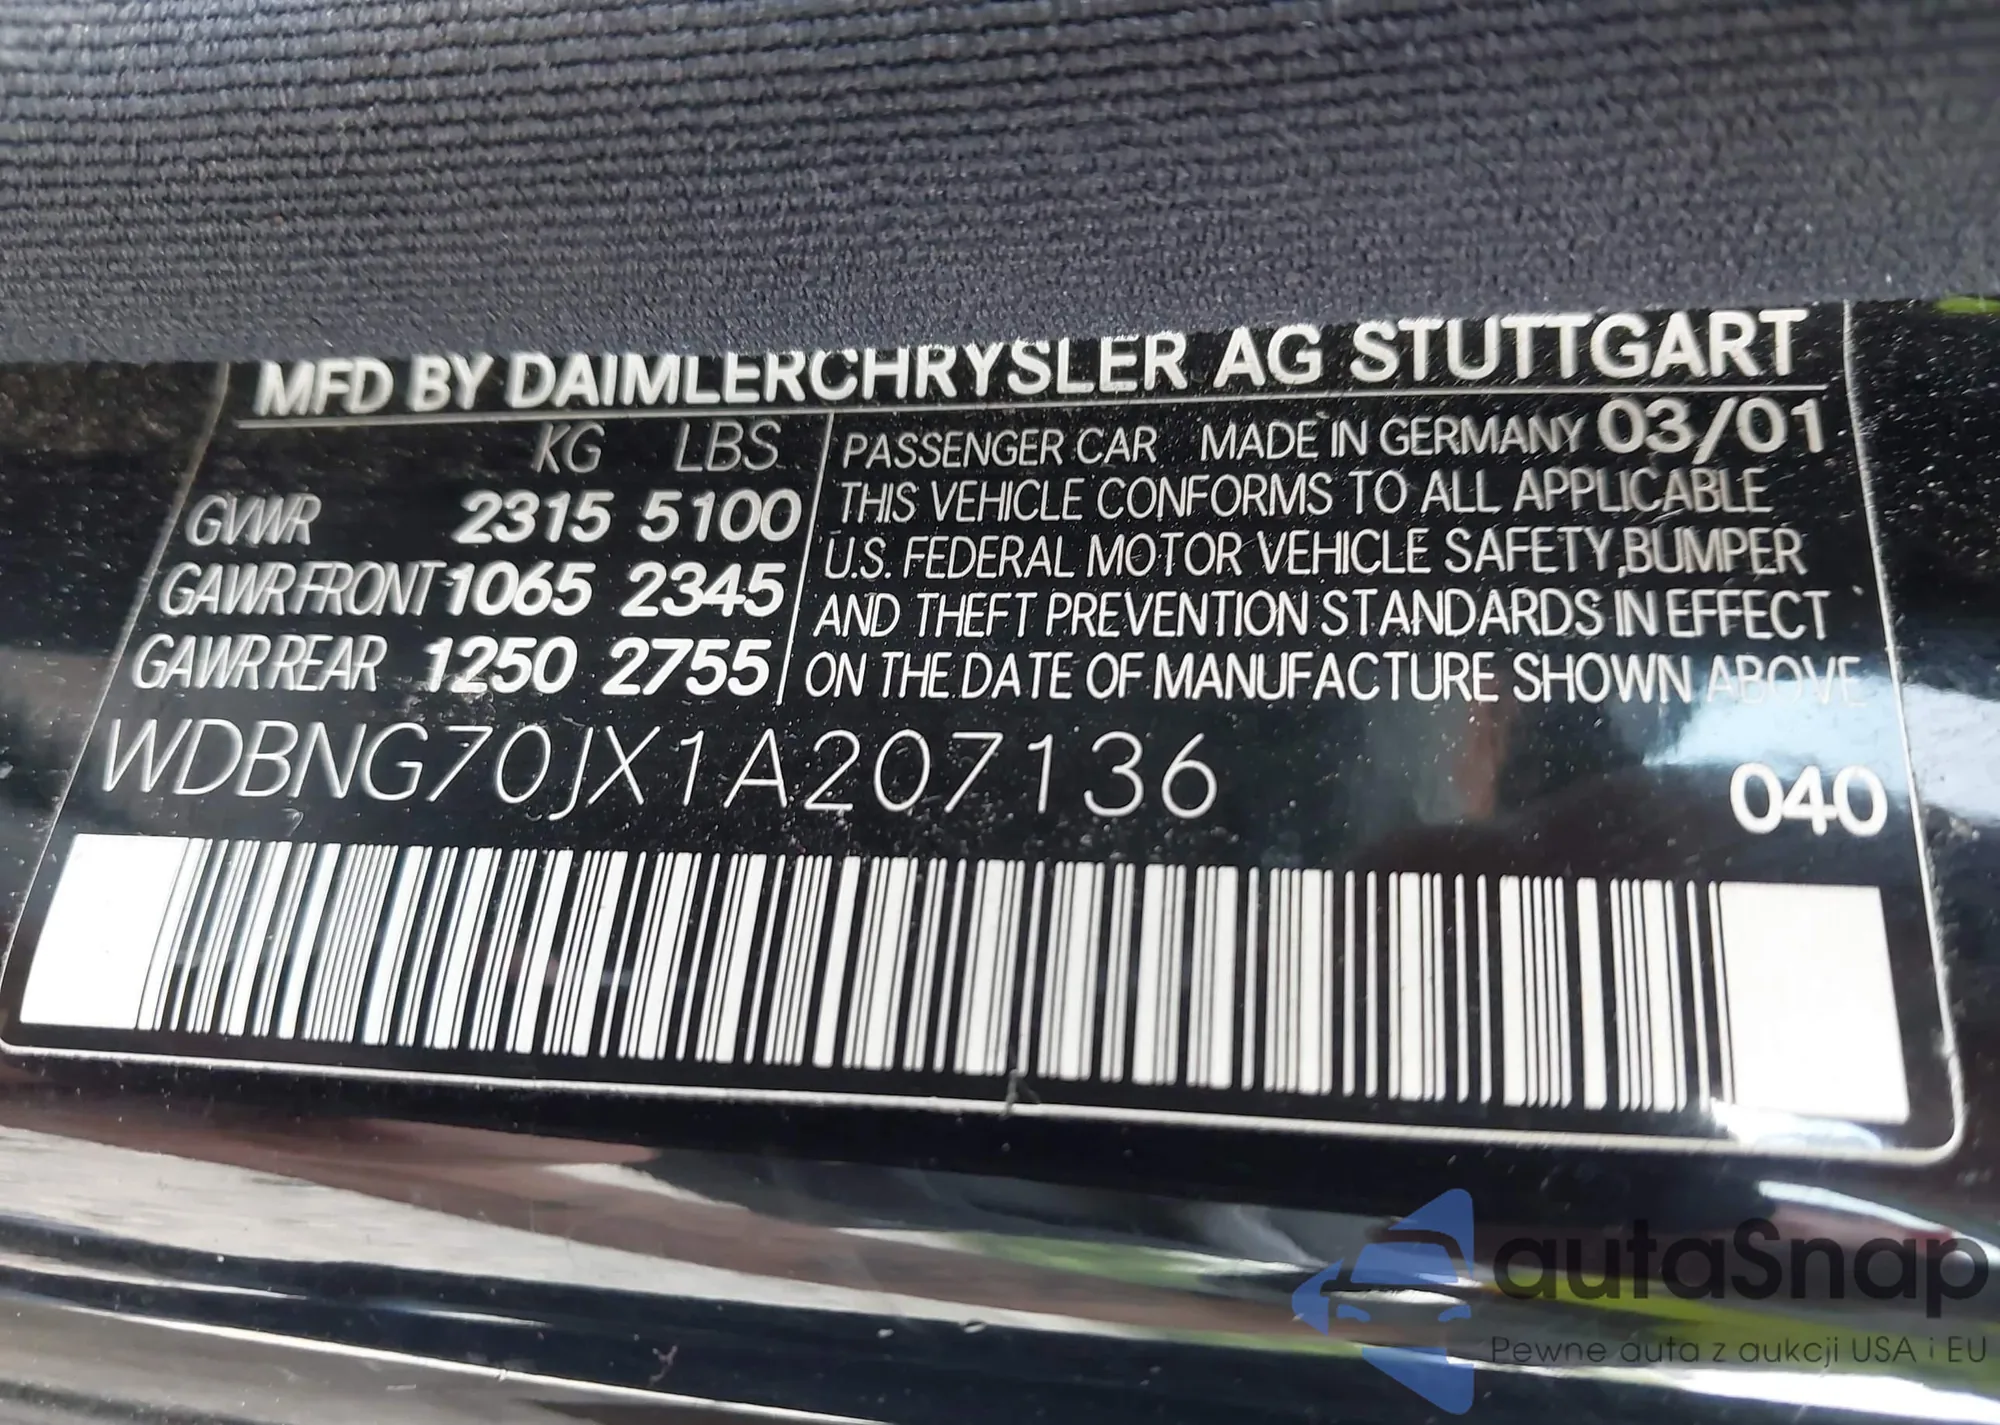 MFD BY DAIMLERCHRYSLER AG STUTTGART
KG LBS
GVWR 2315 5100
GAWR FRONT 1065 2345
GAWR REAR 1250 2755
PASSENGER CAR MADE IN GERMANY 03/01
THIS VEHICLE CONFORMS TO ALL APPLICABLE
U.S. FEDERAL MOTOR VEHICLE SAFETY, BUMPER
AND THEFT PREVENTION STANDARDS IN EFFECT
ON THE DATE OF MANUFACTURE SHOWN ABOVE
WDBNG70JX1A207136
040
autaSnap
Pewne auta z aukcji USA i EU